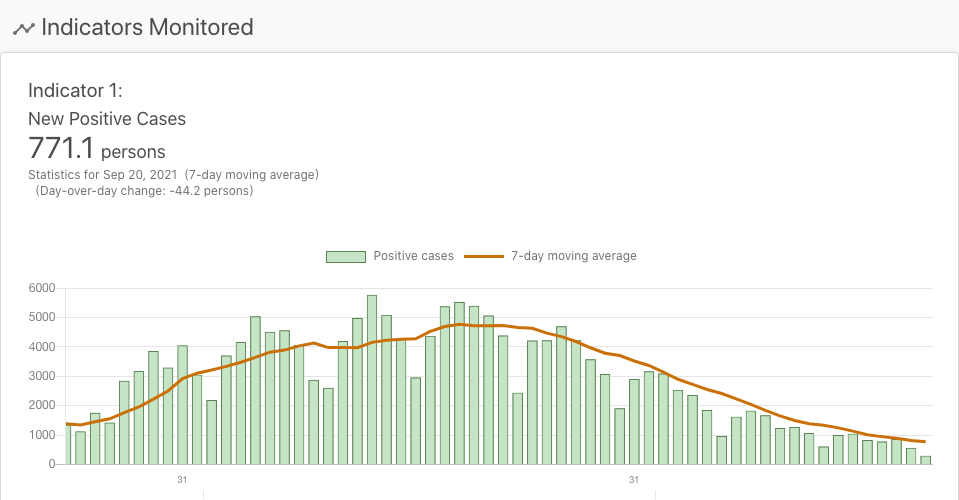 Indicators Monitored
Indicator 1:
New Positive Cases
771.1 persons
Statistics for Sep 20, 2021 (7-day moving average)
(Day-over-day change: -44.2 persons)
Positive cases 7-day moving average
6000
5000
4000
3000
2000
1000
0
31 31